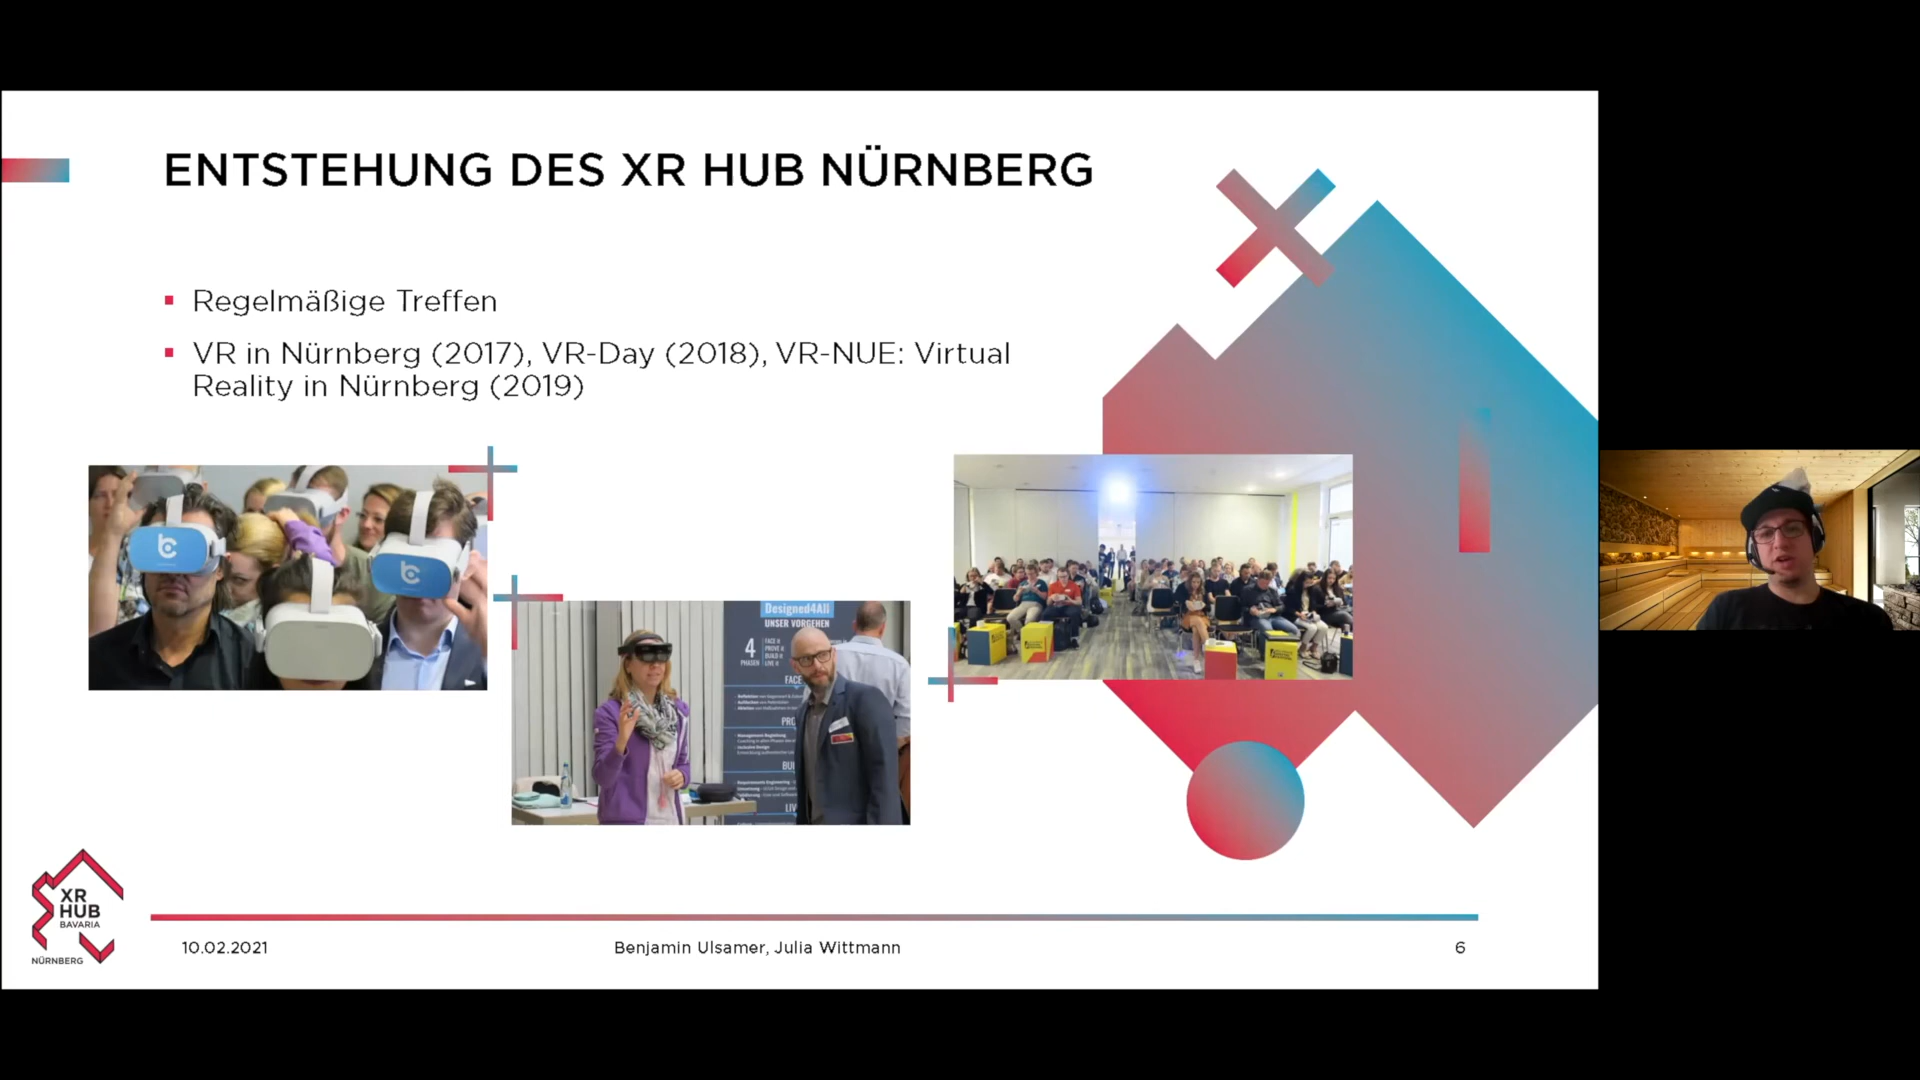 ENTSTEHUNG DES XR HUB NÜRNBERG
Regelmäßige Treffen
VR in Nürnberg (2017), VR-Day (2018), VR-NUE: Virtual
Reality in Nürnberg (2019)
Designed4All
UNSER VORGEHEN
4
PHASEN
FACE
XR
HUB
BAVARIA
NÜRNBERG
10.02.2021
Benjamin Ulsamer, Julia Wittmann
6